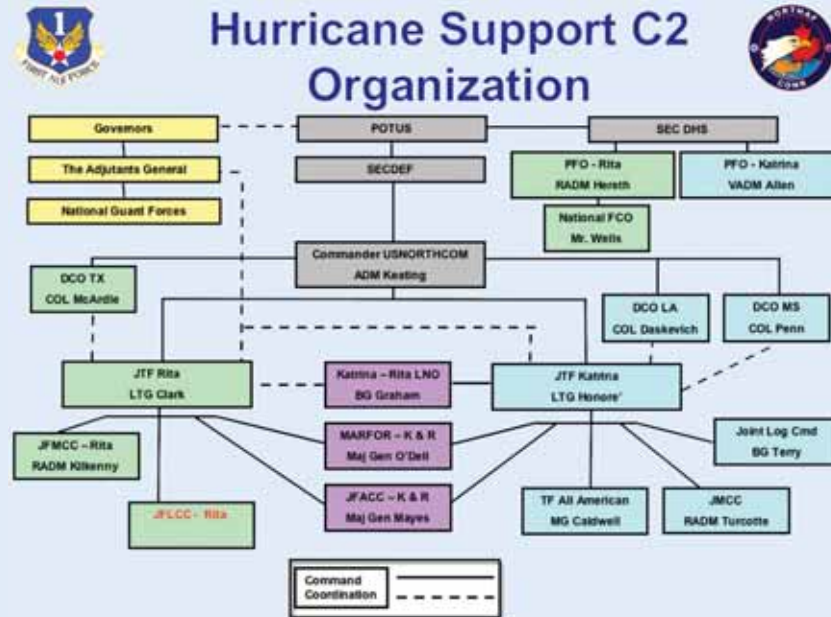 1
FIRST AIR FORCE
Hurricane Support C2
Organization
Governors
POTUS
SEC DHS
The Adjutants General
SECDEF
PFO - Rita
RADM Hereth
PFO - Katrina
VADM Allen
National Guard Forces
National FCO
Mr. Wells
Commander USNORTHCOM
ADM Keating
DCO TX
COL McArdle
DCO LA
COL Daskevich
DCO MS
COL Penn
JTF Rita
LTG Clark
Katrina – Rita LNO
BG Graham
JTF Katrina
LTG Honore'
JFMCC – Rita
RADM Kilkenny
MARFOR – K & R
Maj Gen O'Dell
Joint Log Cmd
BG Terry
JFLCC - Rita
JFACC – K & R
Maj Gen Mayes
TF All American
MG Caldwell
JMCC
RADM Turcotte
Command
Coordination